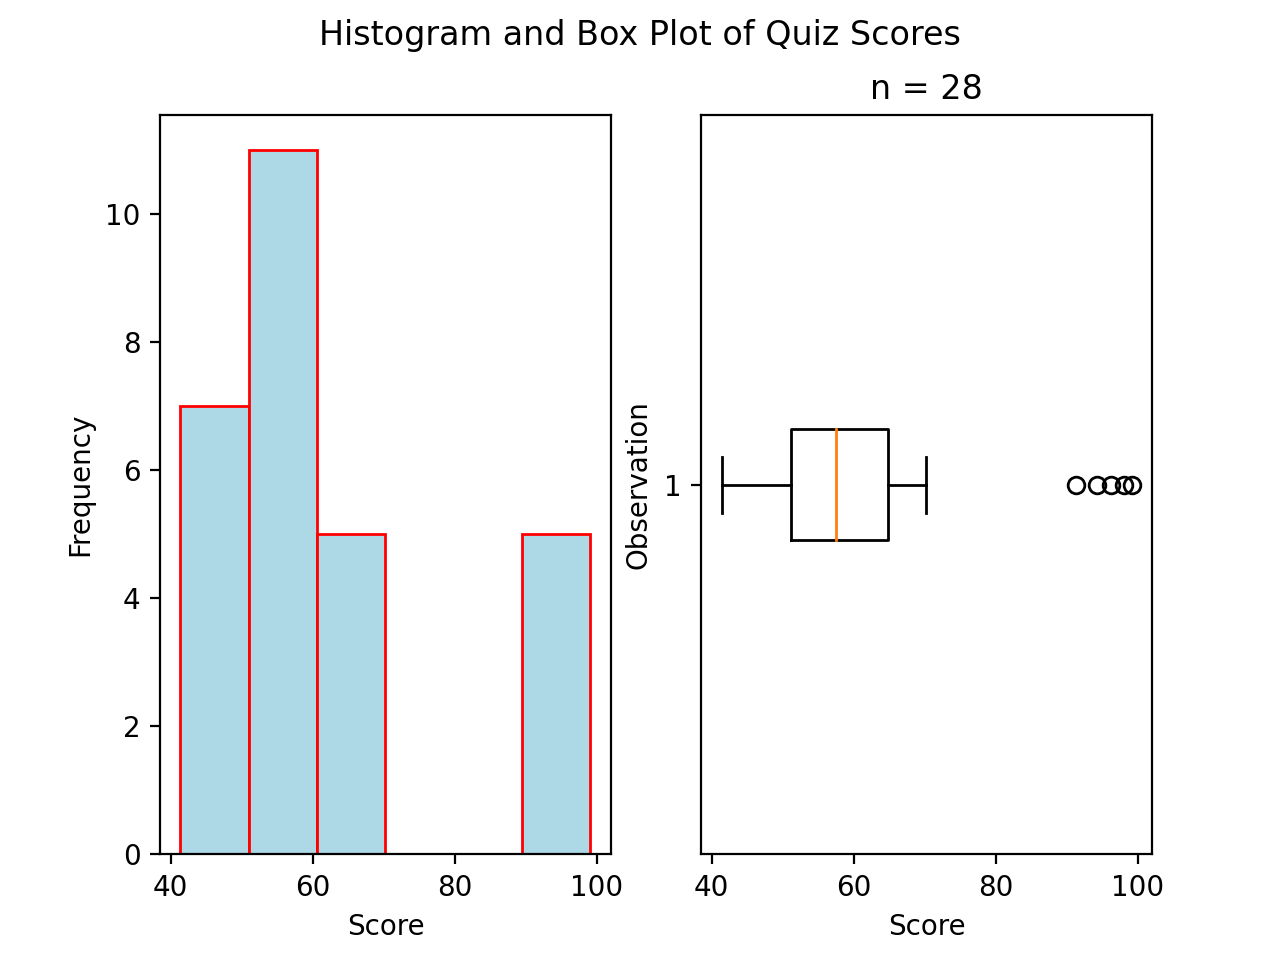 Histogram and Box Plot of Quiz Scores
Frequency
10
8
6
4
2
0
40 60 80 100
Score
n = 28
Observation
1
40 60 80 100
Score